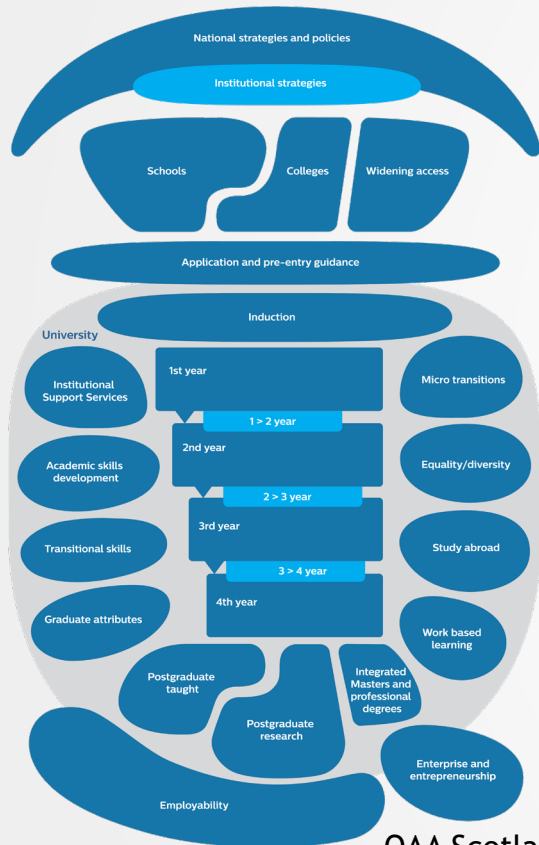 National strategies and policies
Institutional strategies
Schools
Colleges
Widening access
Application and pre-entry guidance
Induction
University
Institutional
Support Services
1st year
Micro transitions
1 > 2 year
Academic skills
development
2nd year
Equality/diversity
2 > 3 year
Transitional skills
3rd year
Study abroad
3 > 4 year
Graduate attributes
4th year
Work based
learning
Postgraduate
taught
Postgraduate
research
Integrated
Masters and
professional
degrees
Employability
Enterprise and
entrepreneurship
QAA